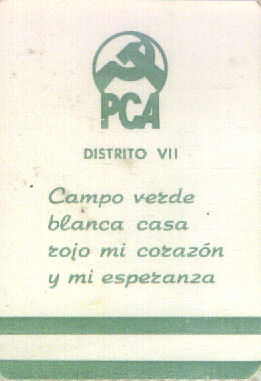 PCA
DISTRITO VII
Campo verde
blanca casa
rojo mi corazón
y mi esperanza